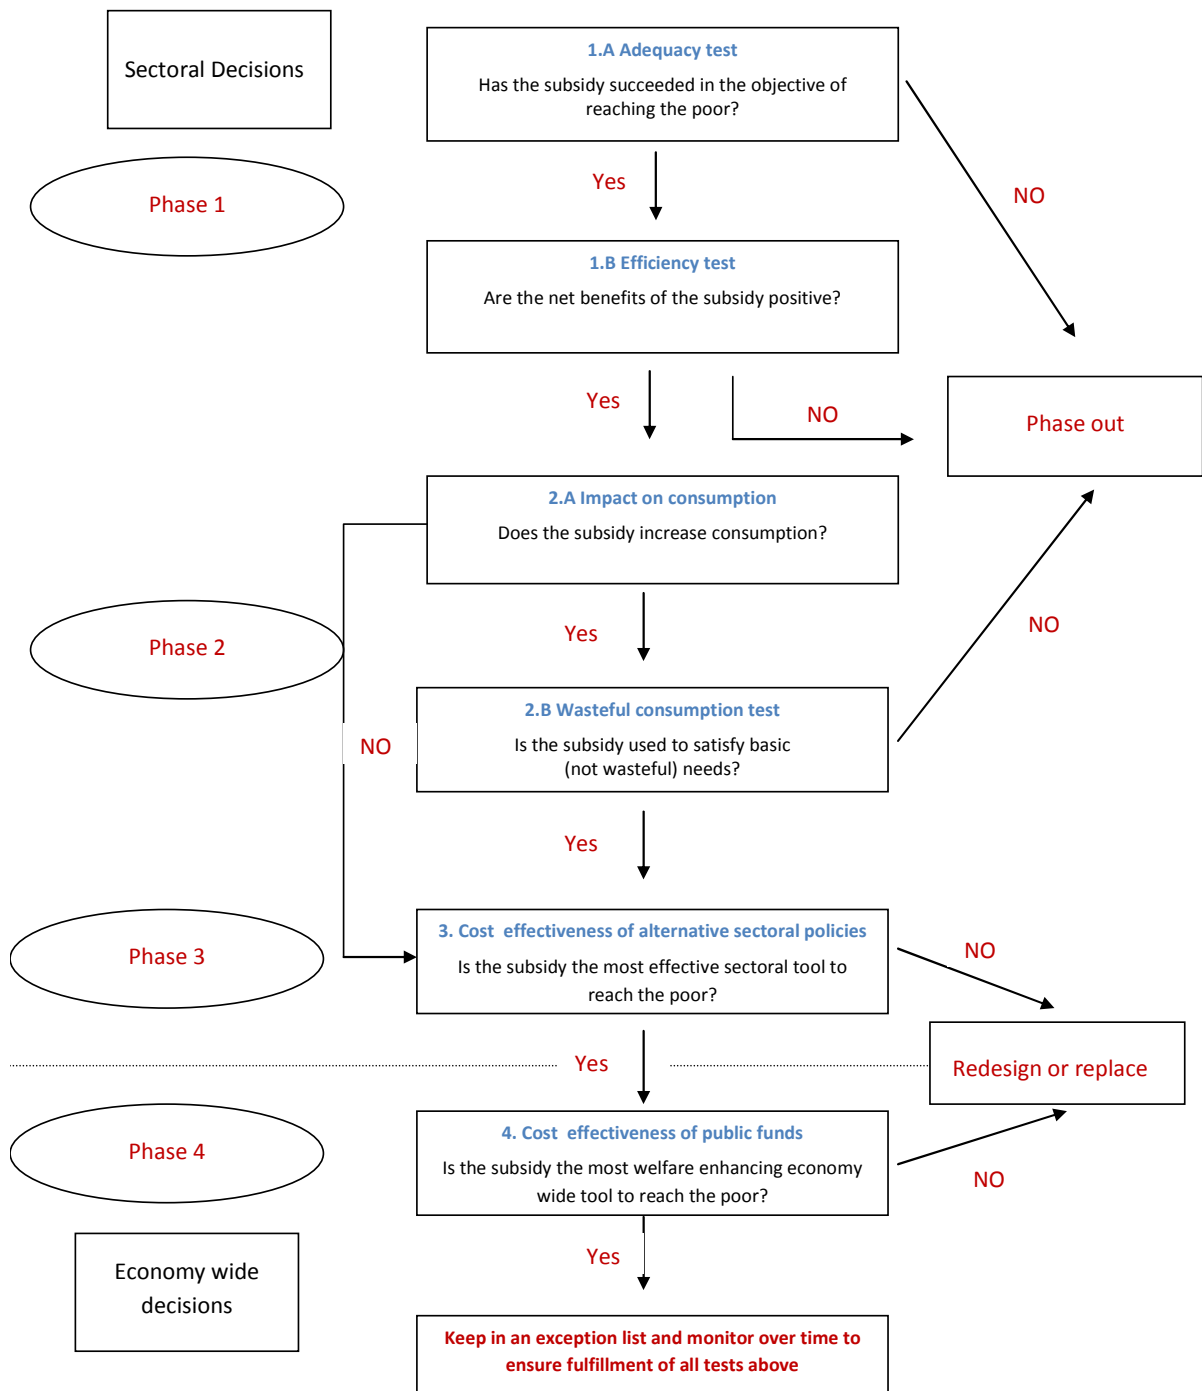 Sectoral Decisions
1.A Adequacy test
Has the subsidy succeeded in the objective of
reaching the poor?
Phase 1
Yes
NO
1.B Efficiency test
Are the net benefits of the subsidy positive?
Yes
NO
Phase out
2.A Impact on consumption
Does the subsidy increase consumption?
Phase 2
Yes
NO
2.B Wasteful consumption test
Is the subsidy used to satisfy basic
(not wasteful) needs?
NO
Yes
Phase 3
3. Cost  effectiveness of alternative sectoral policies
Is the subsidy the most effective sectoral tool to
reach the poor?
NO
Yes
Redesign or replace
Phase 4
4. Cost  effectiveness of public funds
Is the subsidy the most welfare enhancing economy
wide tool to reach the poor?
NO
Economy wide
decisions
Yes
Keep in an exception list and monitor over time to
ensure fulfillment of all tests above